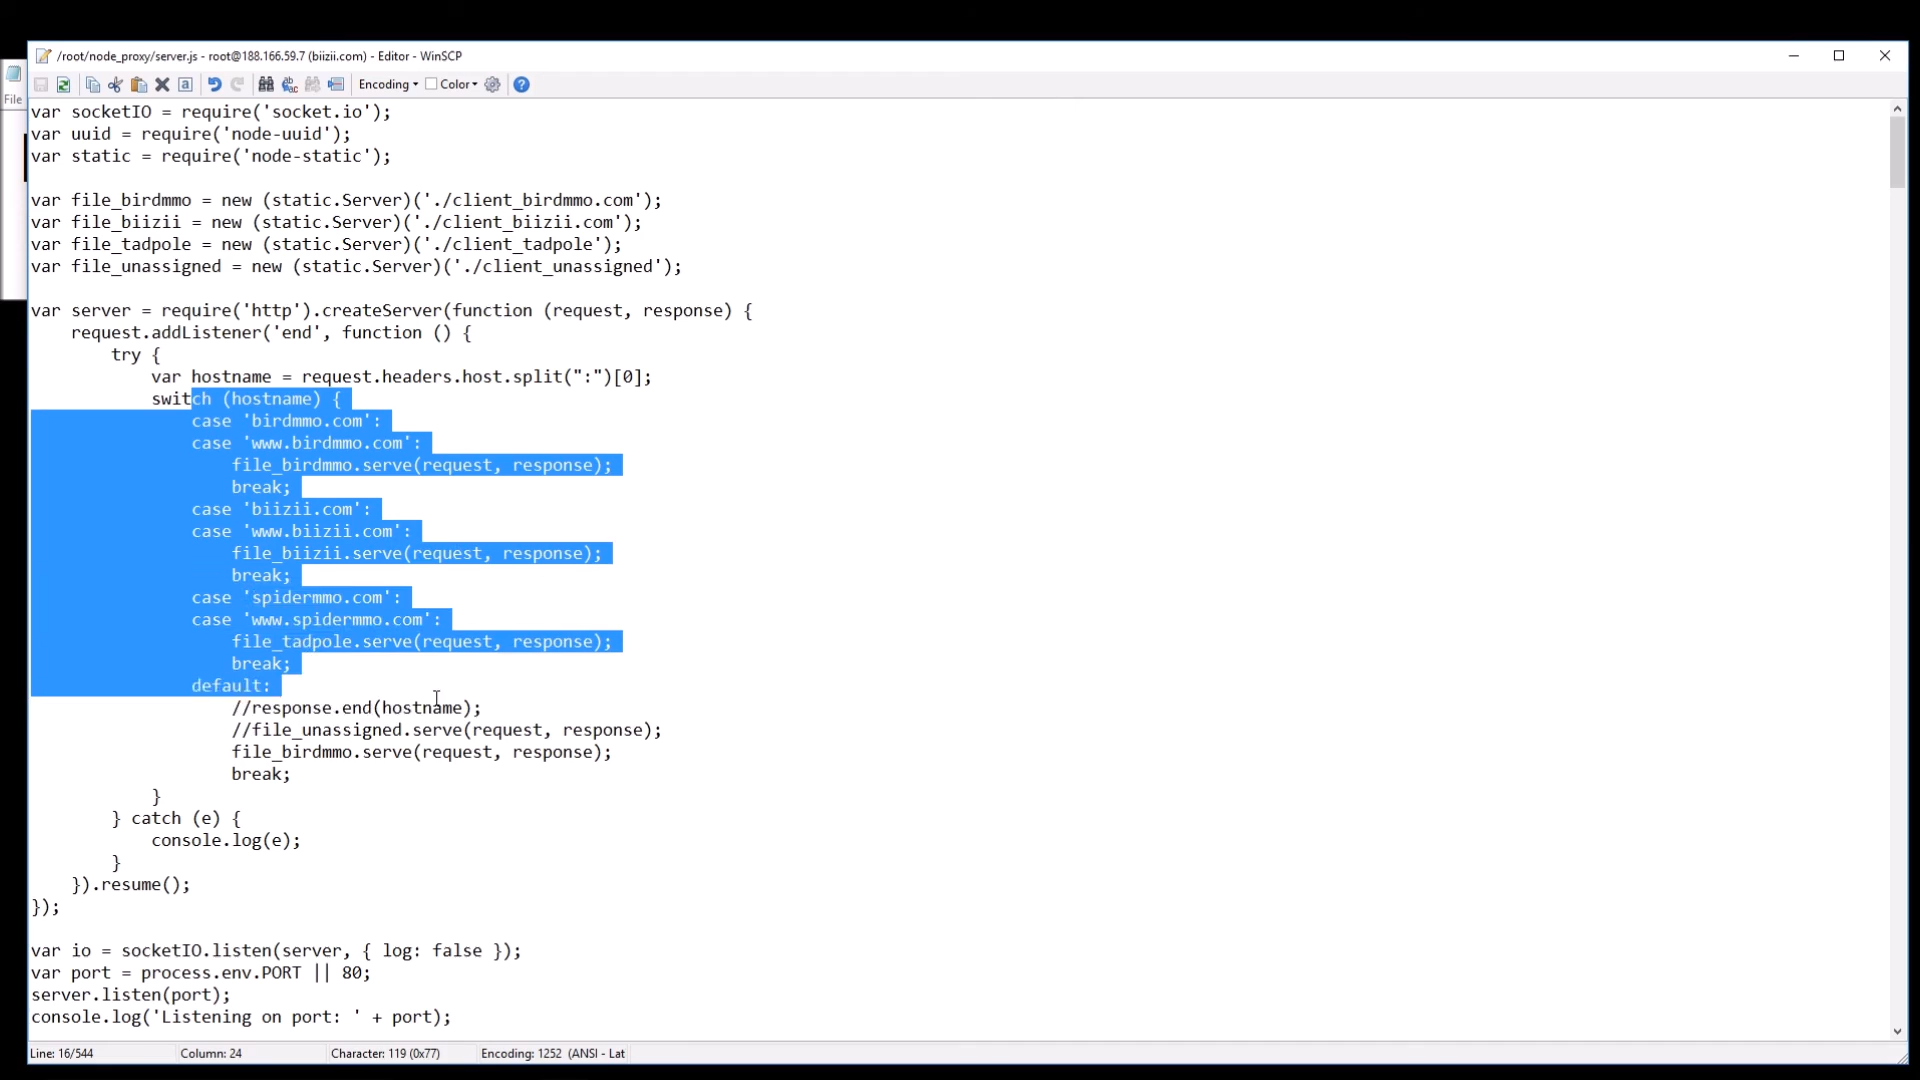 /root/node_proxy/server.js - root@188.166.59.7 (biizii.com) - Editor - WinSCP
File
Encoding
Color
var socketIO = require('socket.io');
var uuid = require('node-uuid');
var static = require('node-static');
var file_birdmmo = new (static.Server)('./client_birdmmo.com');
var file_biizii = new (static.Server)('./client_biizii.com');
var file_tadpole = new (static.Server)('./client_tadpole');
var file_unassigned = new (static.Server)('./client_unassigned');
var server = require('http').createServer(function (request, response) {
request.addListener('end', function () {
try {
var hostname = request.headers.host.split(":")[0];
switch (hostname) {
case 'birdmmo.com':
case 'www.birdmmo.com':
file_birdmmo.serve(request, response);
break;
case 'biizii.com':
case 'www.biizii.com':
file_biizii.serve(request, response);
break;
case 'spidermmo.com':
case 'www.spidermmo.com':
file_tadpole.serve(request, response);
break;
default:
//response.end(hostname);
//file_unassigned.serve(request, response);
file_birdmmo.serve(request, response);
break;
}
} catch (e) {
console.log(e);
}
}).resume();
});
var io = socketIO.listen(server, { log: false });
var port = process.env.PORT || 80;
server.listen(port);
console.log('Listening on port: ' + port);
Line: 16/544
Column: 24
Character: 119 (0x77)
Encoding: 1252 (ANSI - Lat